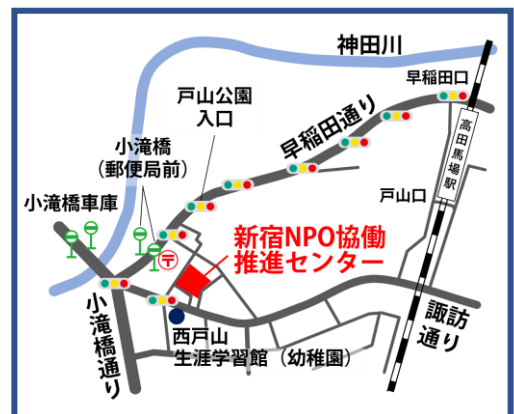 神田川
早稲田口
戸山公園
入口
早稲田通り
小滝橋
（郵便局前）
高田馬場駅
戸山口
小滝橋車庫
新宿NPO協働
推進センター
〒
小滝橋通り
諏訪
通り
西戸山
生涯学習館（幼稚園）